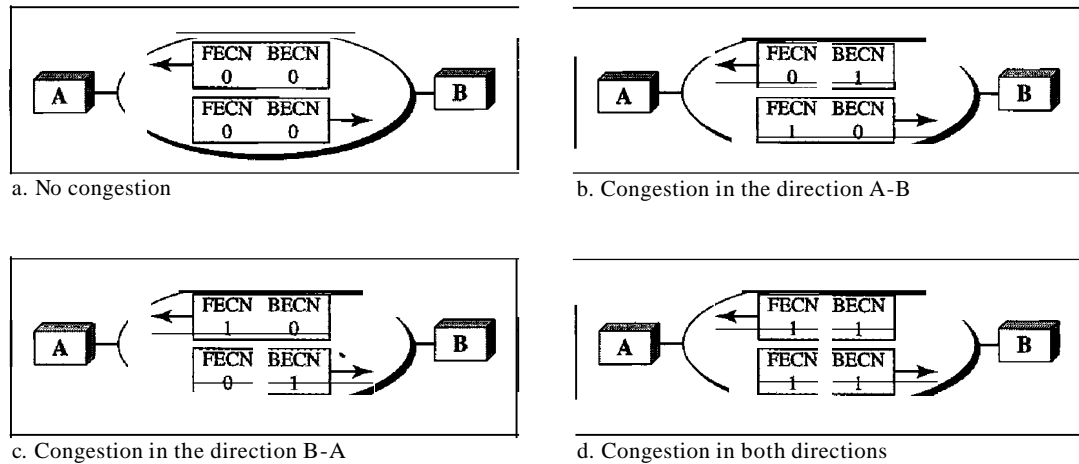 FECN BECN
0 0
A
B
FECN BECN
0 0
a. No congestion
FECN BECN
0 1
A
B
FECN BECN
1 0
b. Congestion in the direction A-B
FECN BECN
1 0
A
B
FECN BECN
0 1
c. Congestion in the direction B-A
FECN BECN
1 1
A
B
FECN BECN
1 1
d. Congestion in both directions